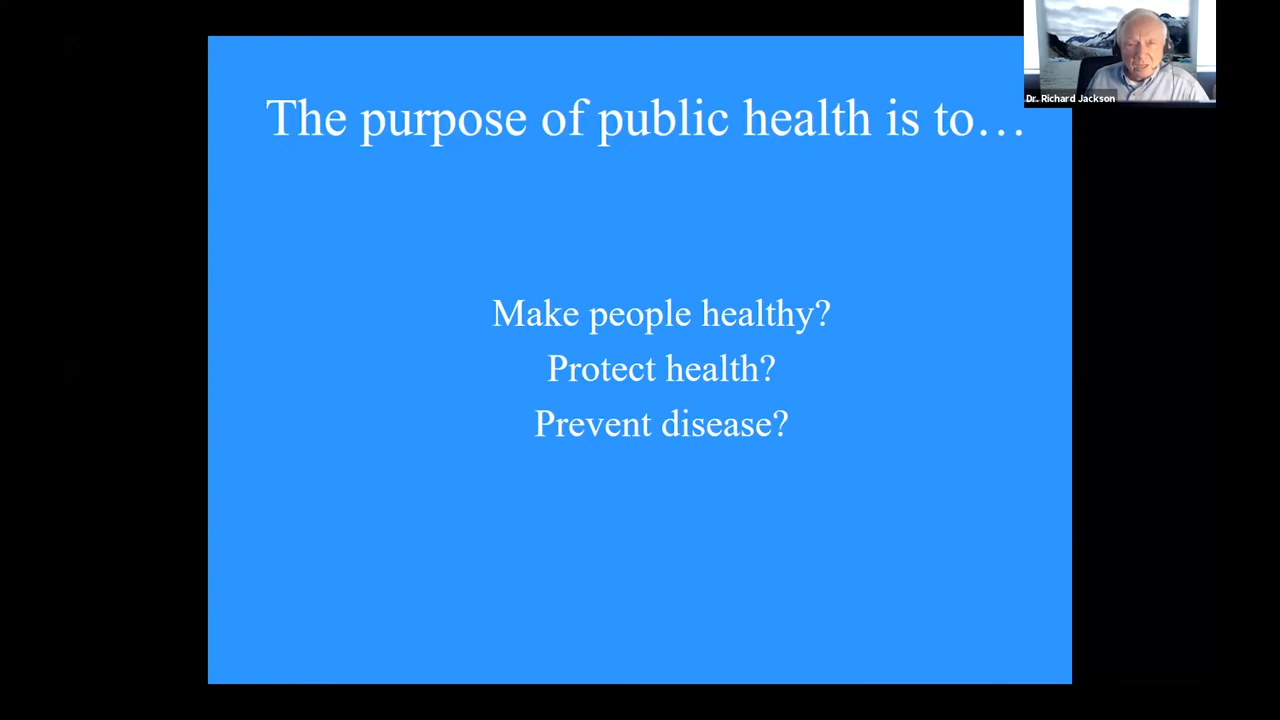 The purpose of public health is to…
Dr. Richard Jackson
Make people healthy?
Protect health?
Prevent disease?